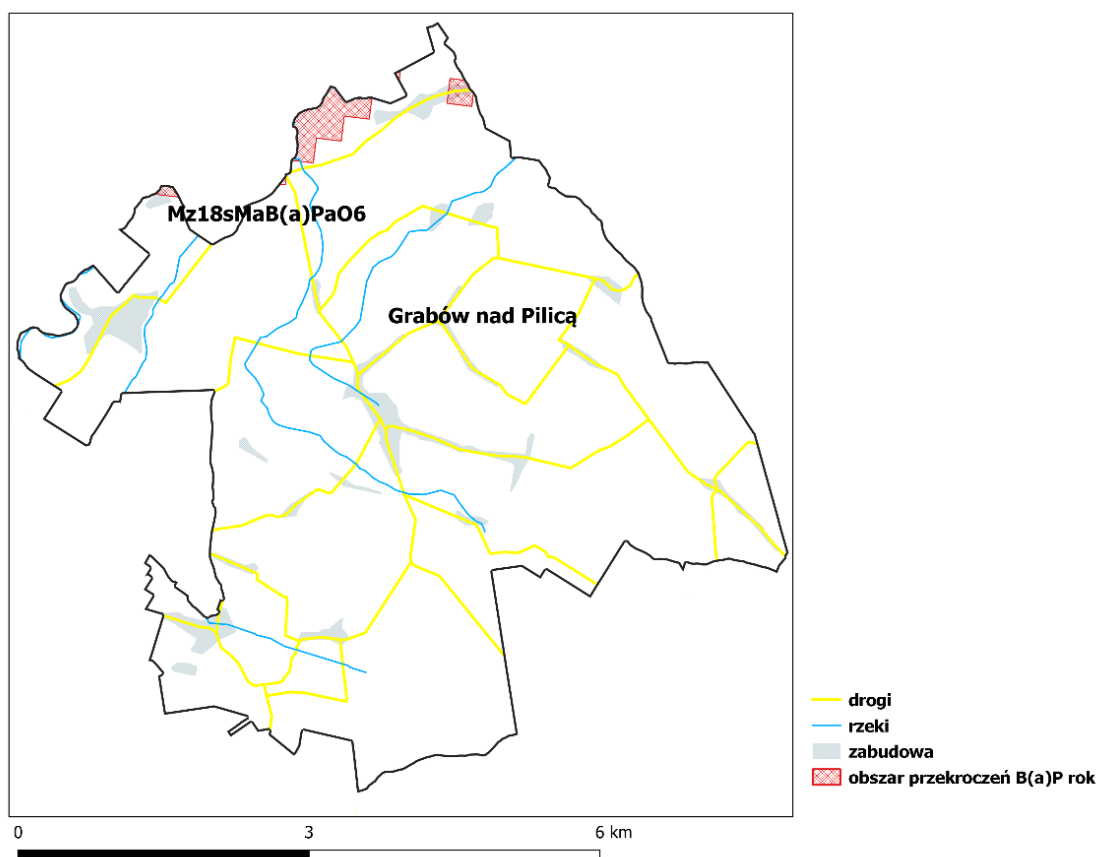 Mz18sMaB(a)PaO6
Grabów nad Pilicą
drogi
rzeki
zabudowa
obszar przekroczeń B(a)P rok
0 3 6 km